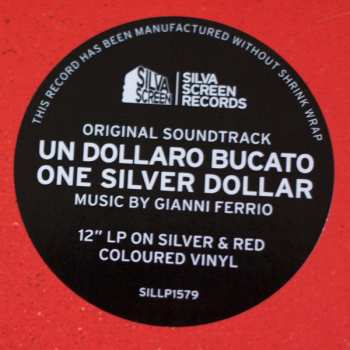 THIS RECORD HAS BEEN MANUFACTURED WITHOUT SHRINK WRAP
SILVA
SCREEN
SILVA
SCREEN
RECORDS
ORIGINAL SOUNDTRACK
UN DOLLARO BUCATO
ONE SILVER DOLLAR
MUSIC BY GIANNI FERRIO
12” LP ON SILVER & RED
COLOURED VINYL
SILLP1579